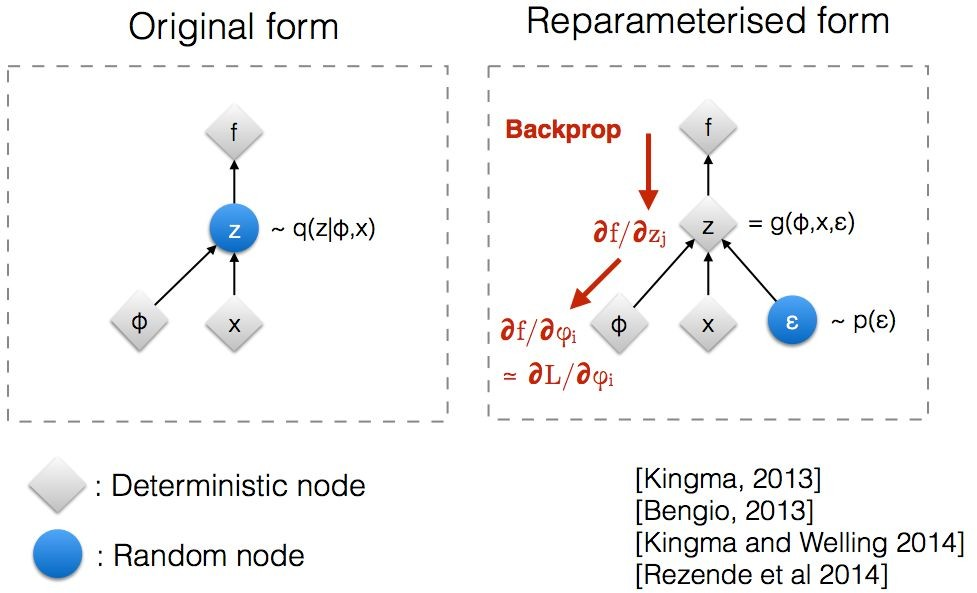 Original form
f
z ~ q(z|ϕ,x)
ϕ x
Reparameterised form
Backprop
f
∂f/∂zj
z = g(ϕ,x,ε)
∂f/∂φi
ϕ x ε ~ p(ε)
≃ ∂L/∂φi
: Deterministic node
: Random node
[Kingma, 2013]
[Bengio, 2013]
[Kingma and Welling 2014]
[Rezende et al 2014]